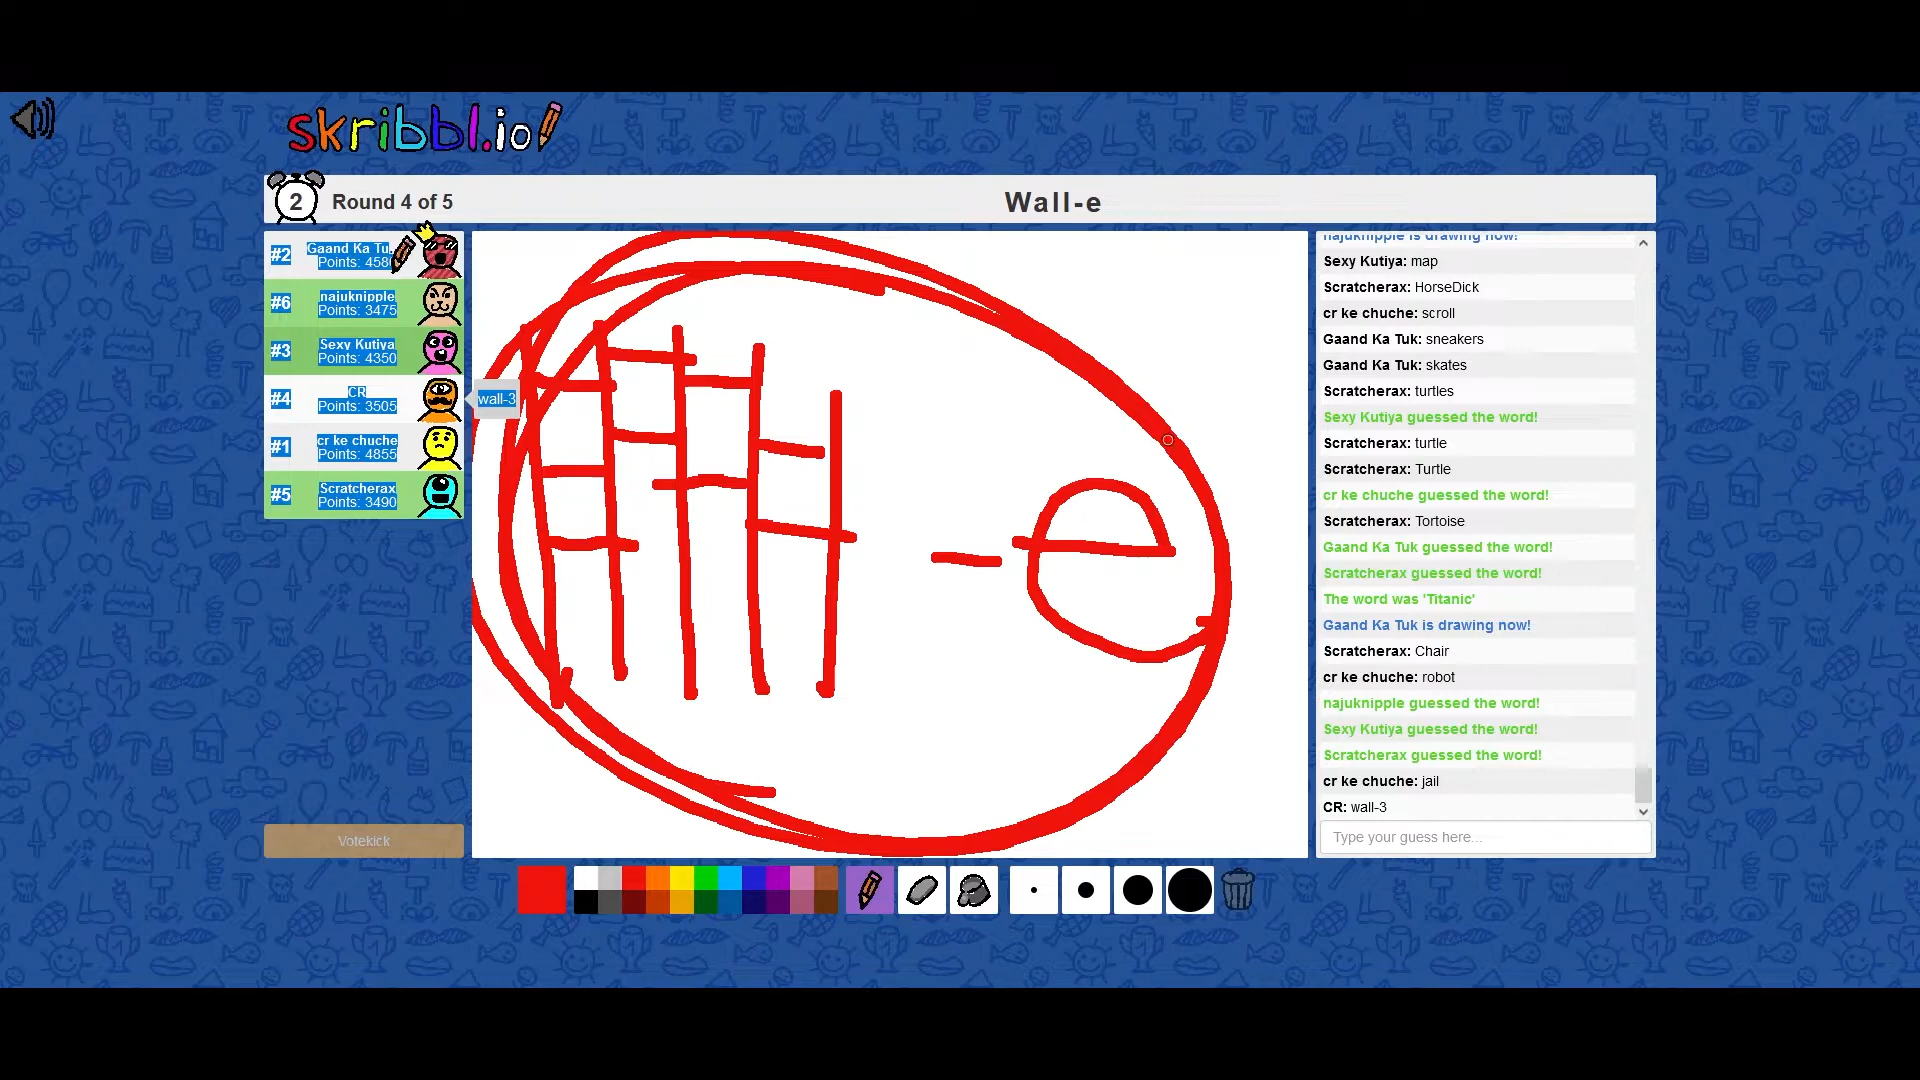 skribbl.io
2
Round 4 of 5
Wall-e
#2
Gaand Ka Tu
Points: 458
#6
najuknipple
Points: 3475
#3
Sexy Kutiya
Points: 4350
#4
CR
Points: 3505
wall-3
#1
cr ke chuche
Points: 4855
#5
Scratcherax
Points: 3490
Votekick
-e
najuknipple is drawing now!
Sexy Kutiya: map
Scratcherax: HorseDick
cr ke chuche: scroll
Gaand Ka Tuk: sneakers
Gaand Ka Tuk: skates
Scratcherax: turtles
Sexy Kutiya guessed the word!
Scratcherax: turtle
Scratcherax: Turtle
cr ke chuche guessed the word!
Scratcherax: Tortoise
Gaand Ka Tuk guessed the word!
Scratcherax guessed the word!
The word was 'Titanic'
Gaand Ka Tuk is drawing now!
Scratcherax: Chair
cr ke chuche: robot
najuknipple guessed the word!
Sexy Kutiya guessed the word!
Scratcherax guessed the word!
cr ke chuche: jail
CR: wall-3
Type your guess here...